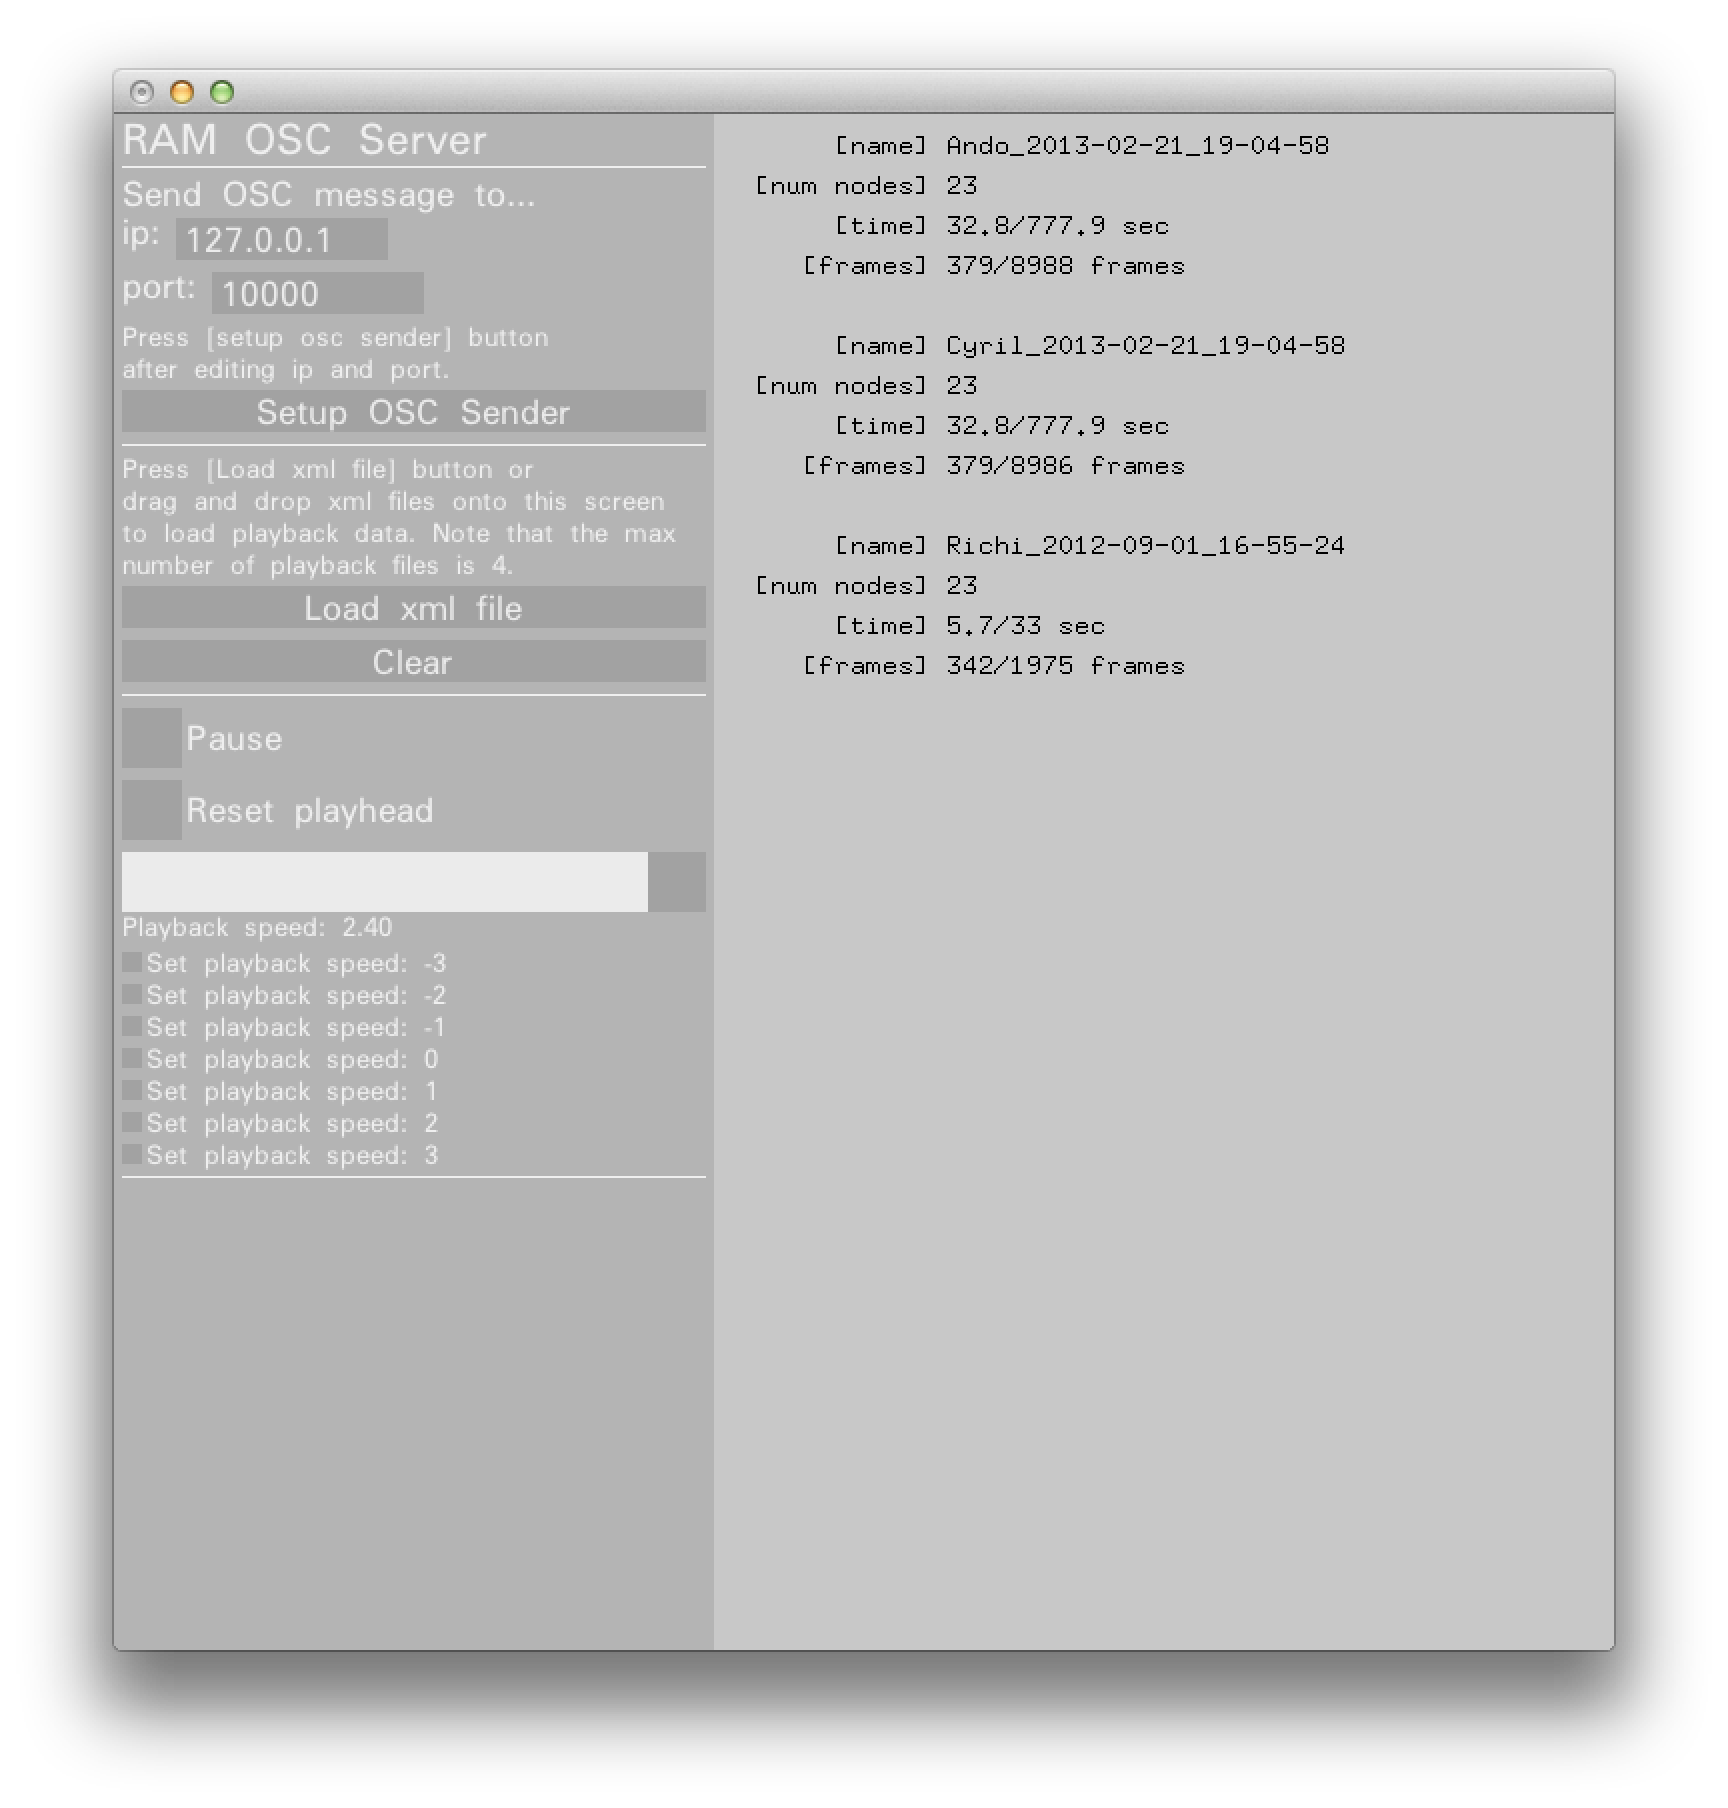 RAM OSC Server
Send OSC message to...
ip: 127.0.0.1
port: 10000
Press [setup osc sender] button
after editing ip and port.
Setup OSC Sender
Press [Load xml file] button or
drag and drop xml files onto this screen
to load playback data. Note that the max
number of playback files is 4.
Load xml file
Clear
Pause
Reset playhead
Playback speed: 2.40
Set playback speed: -3
Set playback speed: -2
Set playback speed: -1
Set playback speed: 0
Set playback speed: 1
Set playback speed: 2
Set playback speed: 3
[name] Ando_2013-02-21_19-04-58
[num nodes] 23
[time] 32.8/777.9 sec
[frames] 379/8988 frames
[name] Cyril_2013-02-21_19-04-58
[num nodes] 23
[time] 32.8/777.9 sec
[frames] 379/8986 frames
[name] Richi_2012-09-01_16-55-24
[num nodes] 23
[time] 5.7/33 sec
[frames] 342/1975 frames